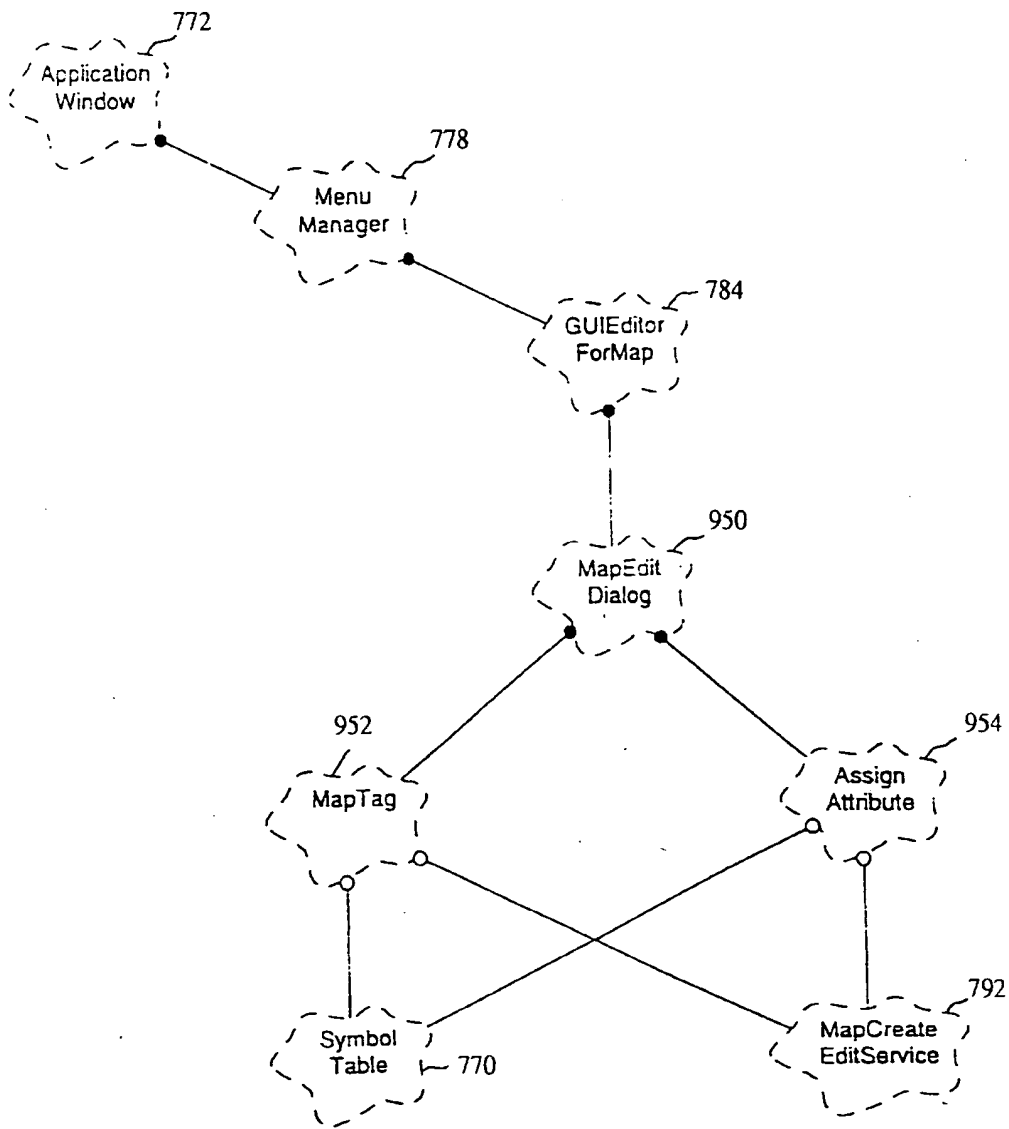 772
Application
Window
778
Menu
Manager
784
GUIEditor
ForMap
950
MapEdit
Dialog
952
MapTag
954
Assign
Attribute
Symbol
Table
770
792
MapCreate
EditService